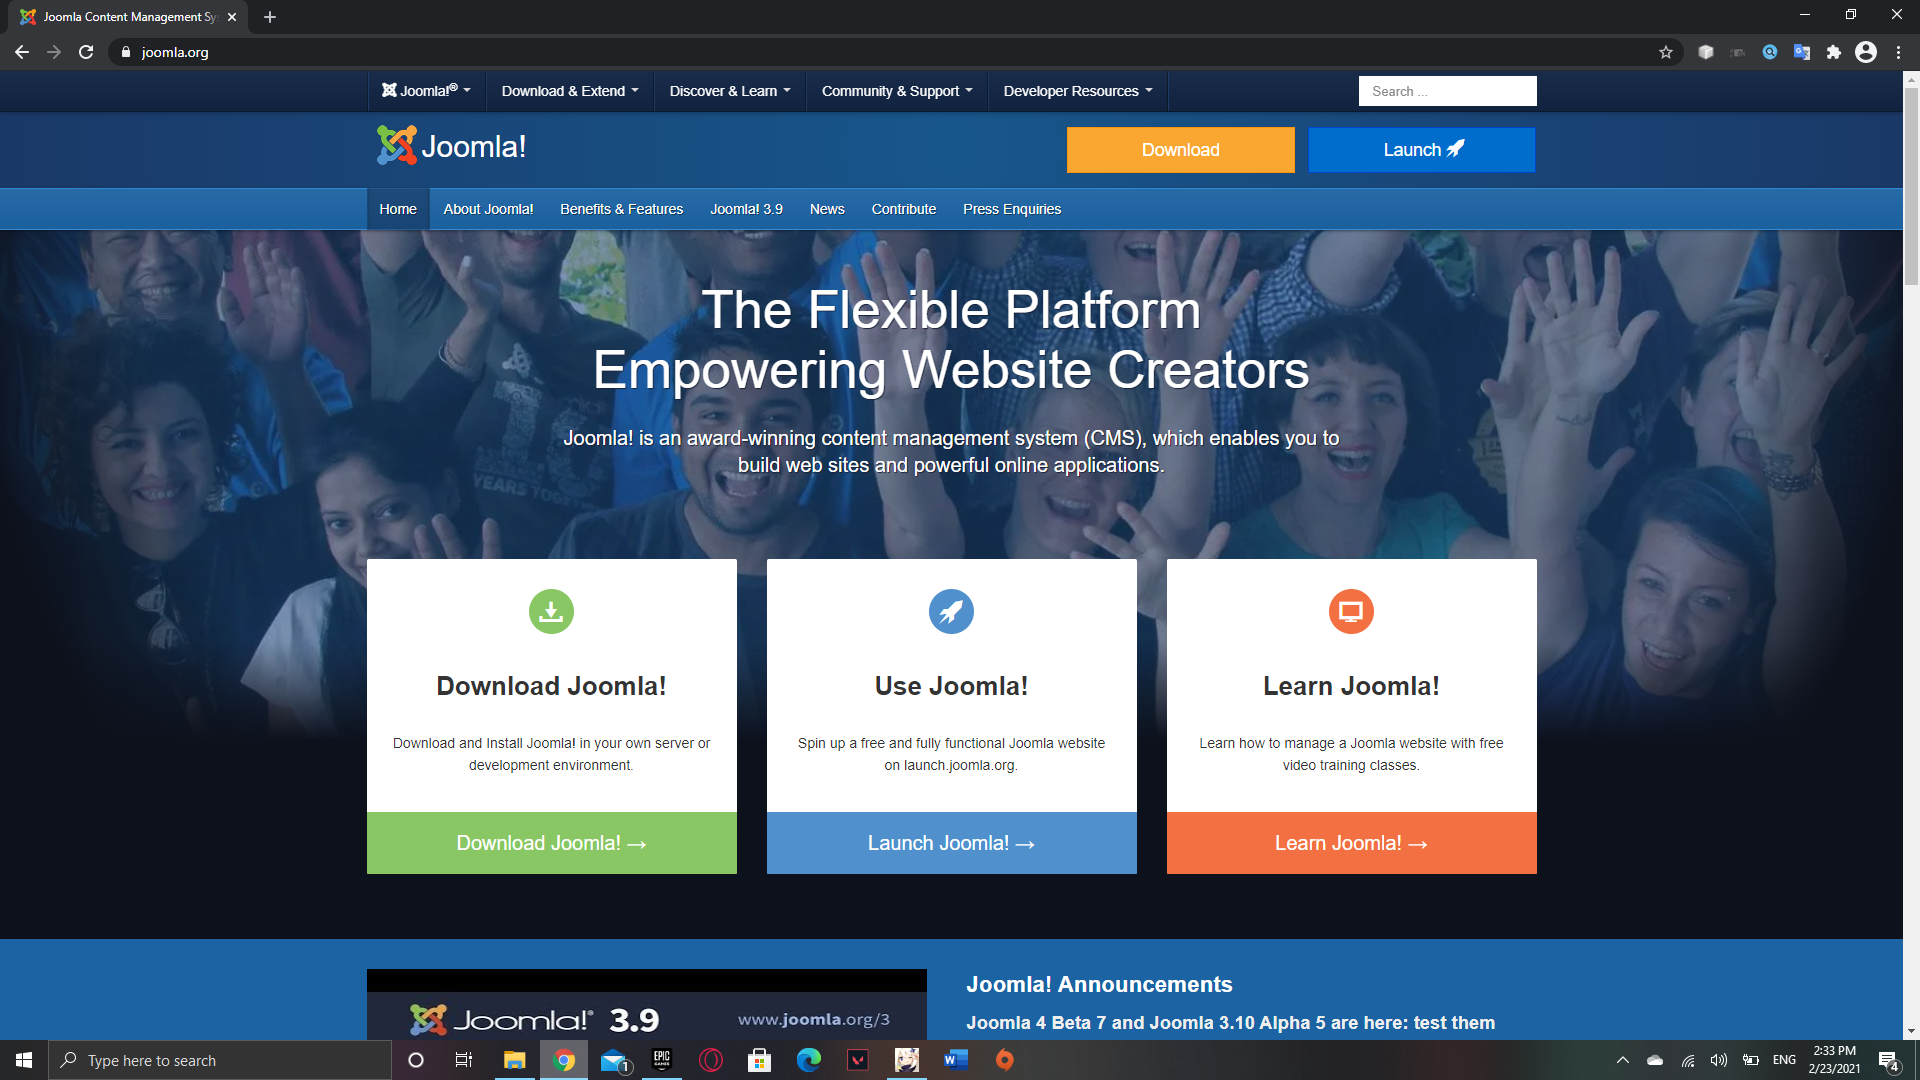 Joomla Content Management Sy
joomla.org
Joomla!® Download & Extend Discover & Learn Community & Support Developer Resources Search ...
Joomla! Download Launch
Home About Joomla! Benefits & Features Joomla! 3.9 News Contribute Press Enquiries
The Flexible Platform
Empowering Website Creators
Joomla! is an award-winning content management system (CMS), which enables you to
build web sites and powerful online applications.
YEARS TOGETHER
Download Joomla!
Download and Install Joomla! in your own server or
development environment.
Download Joomla! →
Use Joomla!
Spin up a free and fully functional Joomla website
on launch.joomla.org.
Launch Joomla! →
Learn Joomla!
Learn how to manage a Joomla website with free
video training classes.
Learn Joomla! →
Joomla!® 3.9 www.joomla.org/3
Joomla! Announcements
Joomla 4 Beta 7 and Joomla 3.10 Alpha 5 are here: test them
Type here to search
1
EPIC
GAMES
W
ENG
2:33 PM
2/23/2021
4